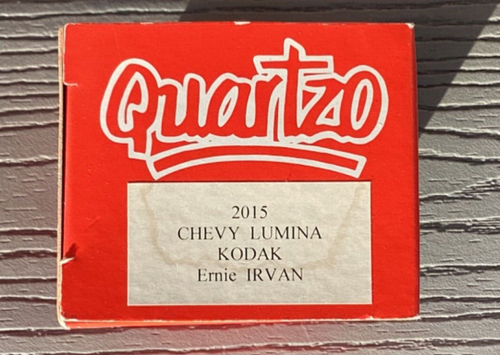 Quartzo
2015
CHEVY LUMINA
KODAK
Ernie IRVAN